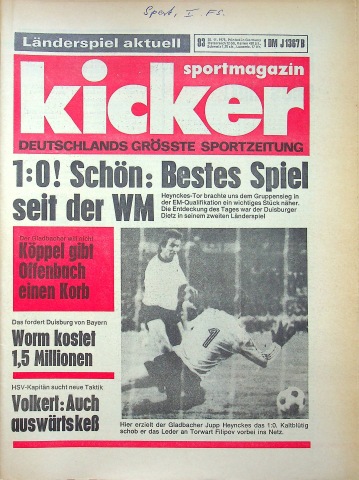 Sport, I. FS.
Länderspiel aktuell
93
1 DM J 1367 B
sportmagazin
kicker
DEUTSCHLANDS GRÖSSTE SPORTZEITUNG
1:0! Schön: Bestes Spiel
seit der WM
Heynckes-Tor brachte uns dem Gruppensieg in
der EM-Qualifikation ein wichtiges Stück näher.
Die Entdeckung des Tages war der Duisburger
Dietz in seinem zweiten Länderspiel
Der Gladbacher will nicht
Köppel gibt
Offenbach
einen Korb
Das fordert Duisburg von Bayern
Worm kostet
1,5 Millionen
HSV-Kapitän sucht neue Taktik
Volkert: Auch
auswärts keß
1
Hier erzielt der Gladbacher Jupp Heynckes das 1:0. Kaltblütig
schob er das Leder an Torwart Filipov vorbei ins Netz.